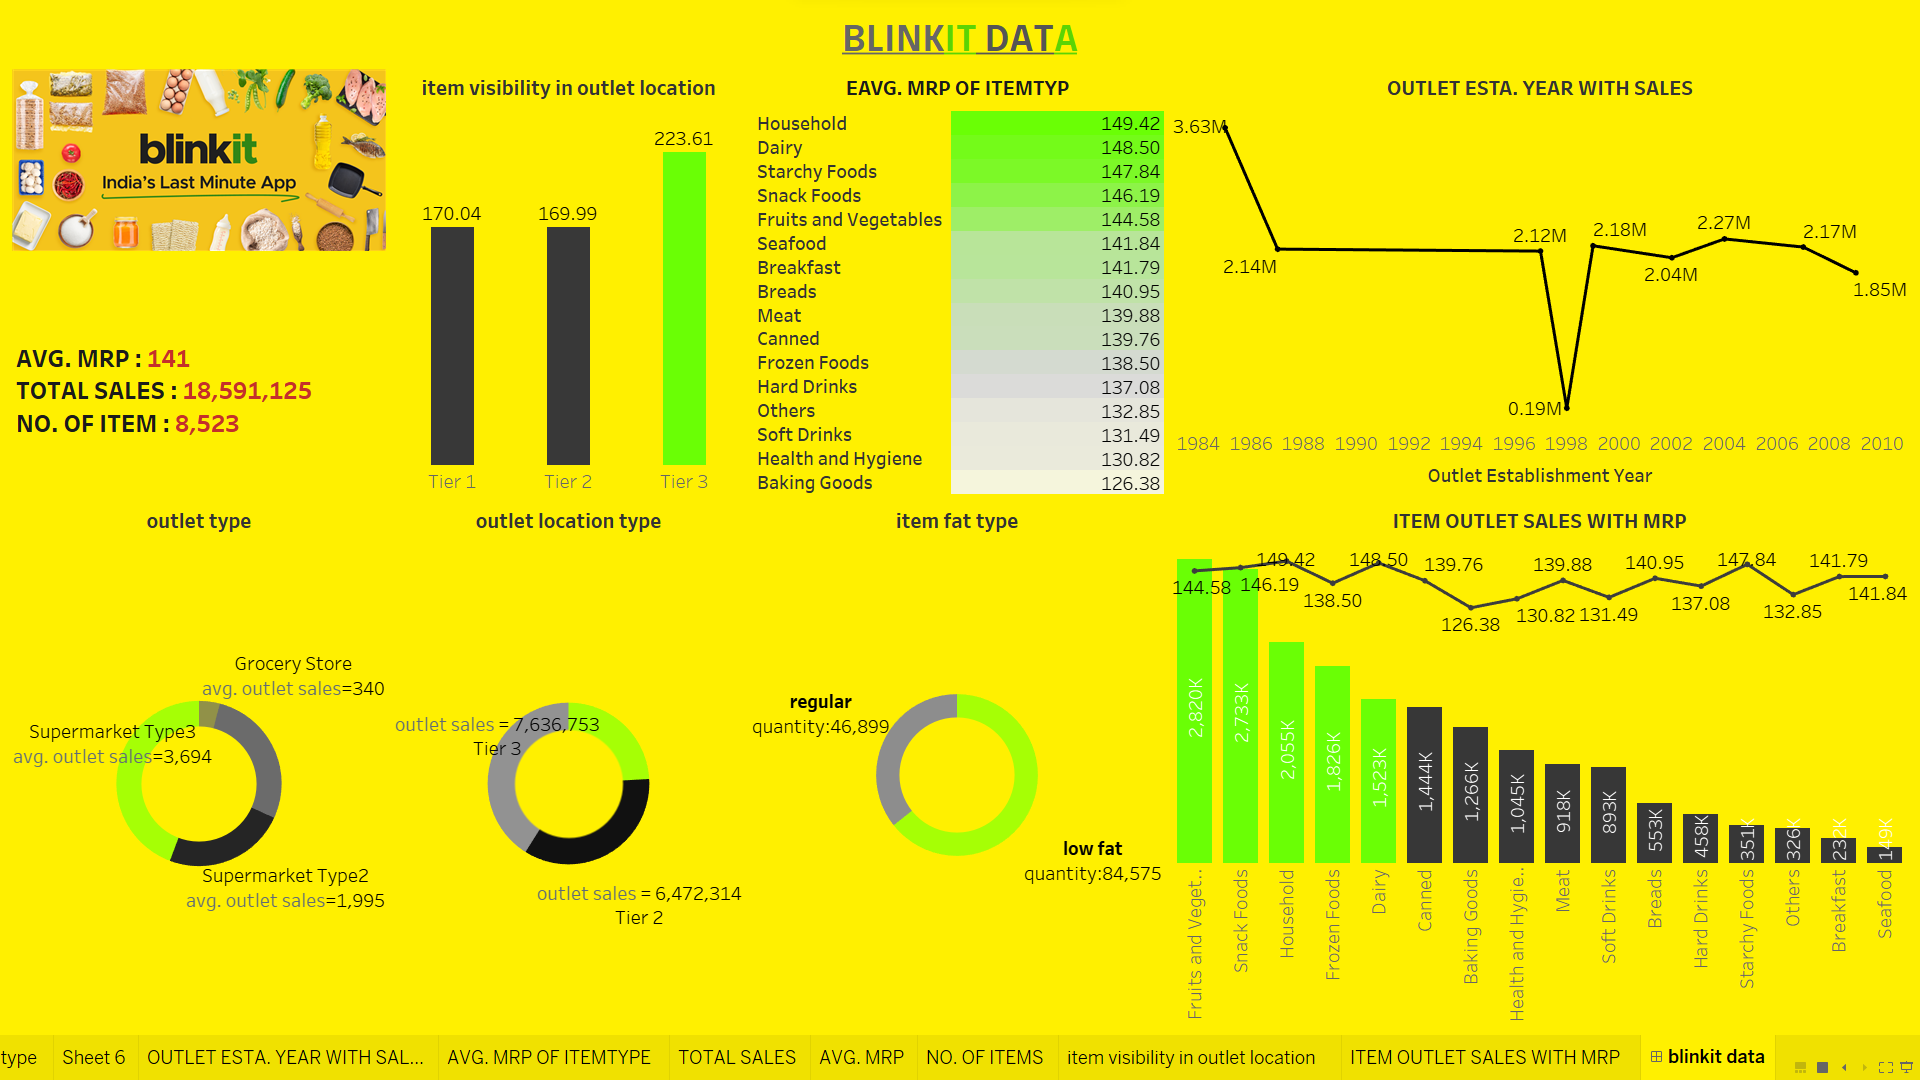 BLINKIT DATA
blinkit
India's Last Minute App
AVG. MRP : 141
TOTAL SALES : 18,591,125
NO. OF ITEM : 8,523
item visibility in outlet location
170.04
169.99
223.61
Tier 1
Tier 2
Tier 3
EAVG. MRP OF ITEMTYP
Household 149.42
Dairy 148.50
Starchy Foods 147.84
Snack Foods 146.19
Fruits and Vegetables 144.58
Seafood 141.84
Breakfast 141.79
Breads 140.95
Meat 139.88
Canned 139.76
Frozen Foods 138.50
Hard Drinks 137.08
Others 132.85
Soft Drinks 131.49
Health and Hygiene 130.82
Baking Goods 126.38
OUTLET ESTA. YEAR WITH SALES
3.63M
2.14M
2.12M
0.19M
2.18M
2.04M
2.27M
2.17M
1.85M
1984 1986 1988 1990 1992 1994 1996 1998 2000 2002 2004 2006 2008 2010
Outlet Establishment Year
outlet type
Grocery Store
avg. outlet sales=340
Supermarket Type3
avg. outlet sales=3,694
Supermarket Type2
avg. outlet sales=1,995
outlet location type
outlet sales = 7,636,753
Tier 3
outlet sales = 6,472,314
Tier 2
item fat type
regular
quantity:46,899
low fat
quantity:84,575
ITEM OUTLET SALES WITH MRP
144.58
146.19
149.42
138.50
148.50
139.76
126.38
130.82
139.88
131.49
140.95
137.08
147.84
132.85
141.79
141.84
2,820K
2,733K
2,055K
1,826K
1,523K
1,444K
1,266K
1,045K
918K
893K
553K
458K
351K
326K
232K
149K
Fruits and Veget..
Snack Foods
Household
Frozen Foods
Dairy
Canned
Baking Goods
Health and Hygie..
Meat
Soft Drinks
Breads
Hard Drinks
Starchy Foods
Others
Breakfast
Seafood
type
Sheet 6
OUTLET ESTA. YEAR WITH SAL...
AVG. MRP OF ITEMTYPE
TOTAL SALES
AVG. MRP
NO. OF ITEMS
item visibility in outlet location
ITEM OUTLET SALES WITH MRP
blinkit data